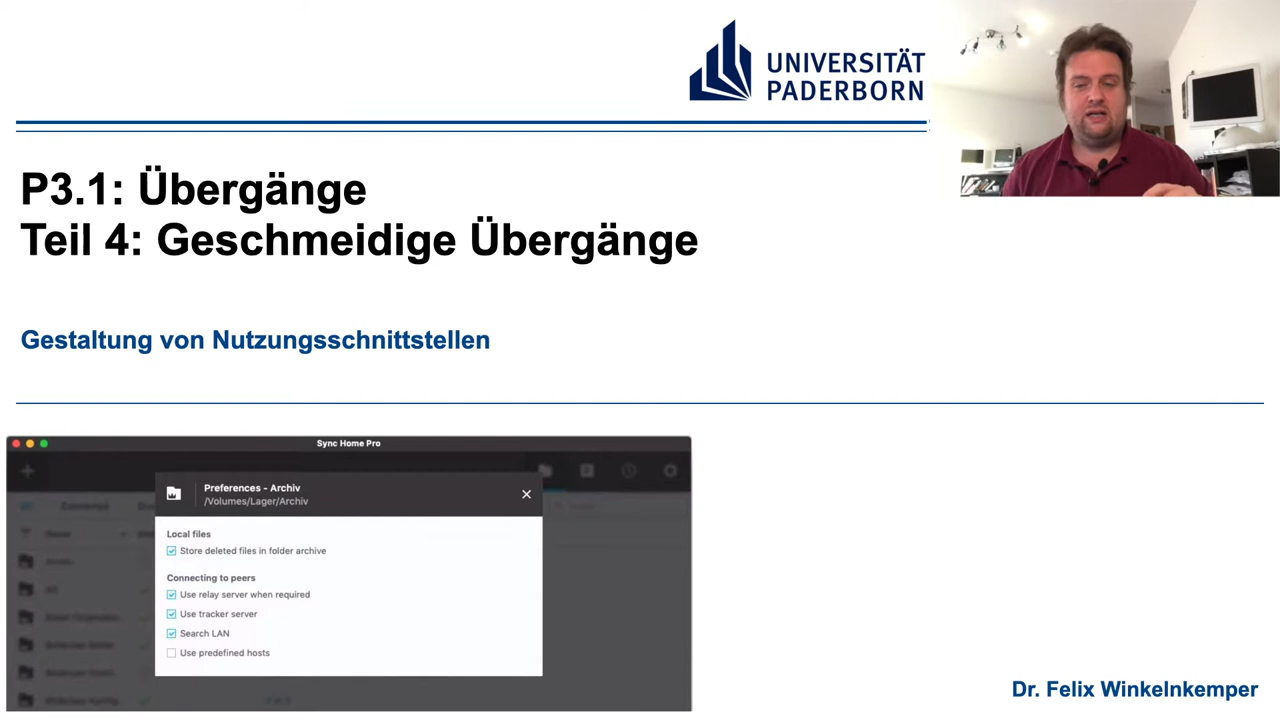 UNIVERSITÄT
PADERBORN
P3.1: Übergänge
Teil 4: Geschmeidige Übergänge
Gestaltung von Nutzungsschnittstellen
Sync Home Pro
Preferences - Archiv
/Volumes/Lager/Archiv
Local files
Store deleted files in folder archive
Connecting to peers
Use relay server when required
Use tracker server
Search LAN
Use predefined hosts
Dr. Felix Winkelnkemper